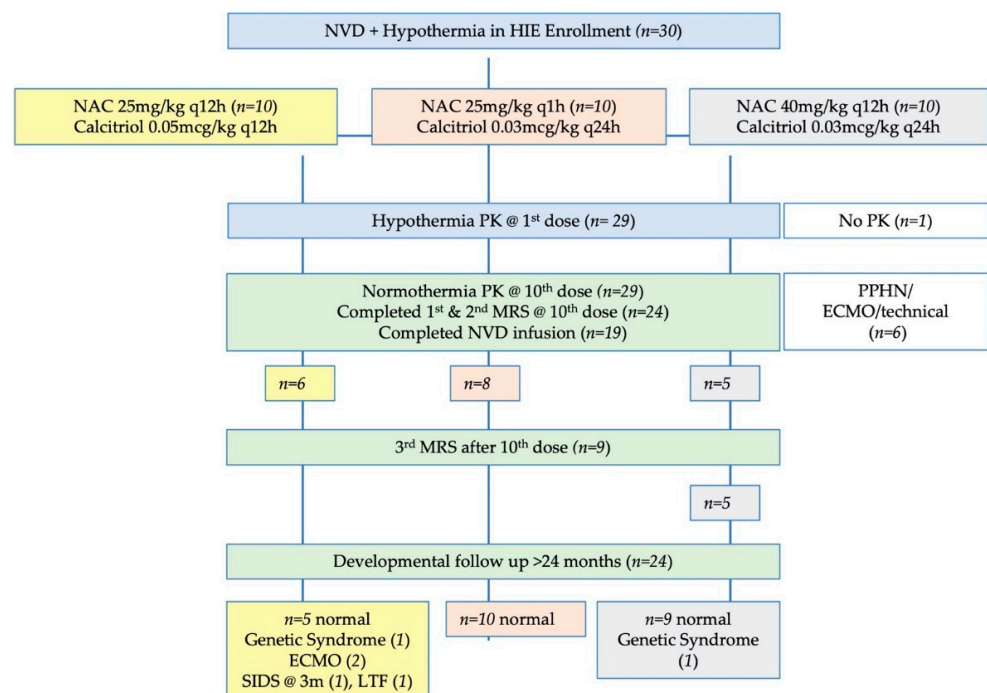 NVD + Hypothermia in HIE Enrollment (n=30)
NAC 25mg/kg q12h (n=10)
Calcitriol 0.05mcg/kg q12h
NAC 25mg/kg q1h (n=10)
Calcitriol 0.03mcg/kg q24h
NAC 40mg/kg q12h (n=10)
Calcitriol 0.03mcg/kg q24h
Hypothermia PK @ 1st dose (n= 29)
No PK (n=1)
Normothermia PK @ 10th dose (n=29)
Completed 1st & 2nd MRS @ 10th dose (n=24)
Completed NVD infusion (n=19)
PPHN/
ECMO/technical
(n=6)
n=6
n=8
n=5
3rd MRS after 10th dose (n=9)
n=5
Developmental follow up >24 months (n=24)
n=5 normal
Genetic Syndrome (1)
ECMO (2)
SIDS @ 3m (1), LTF (1)
n=10 normal
n=9 normal
Genetic Syndrome
(1)